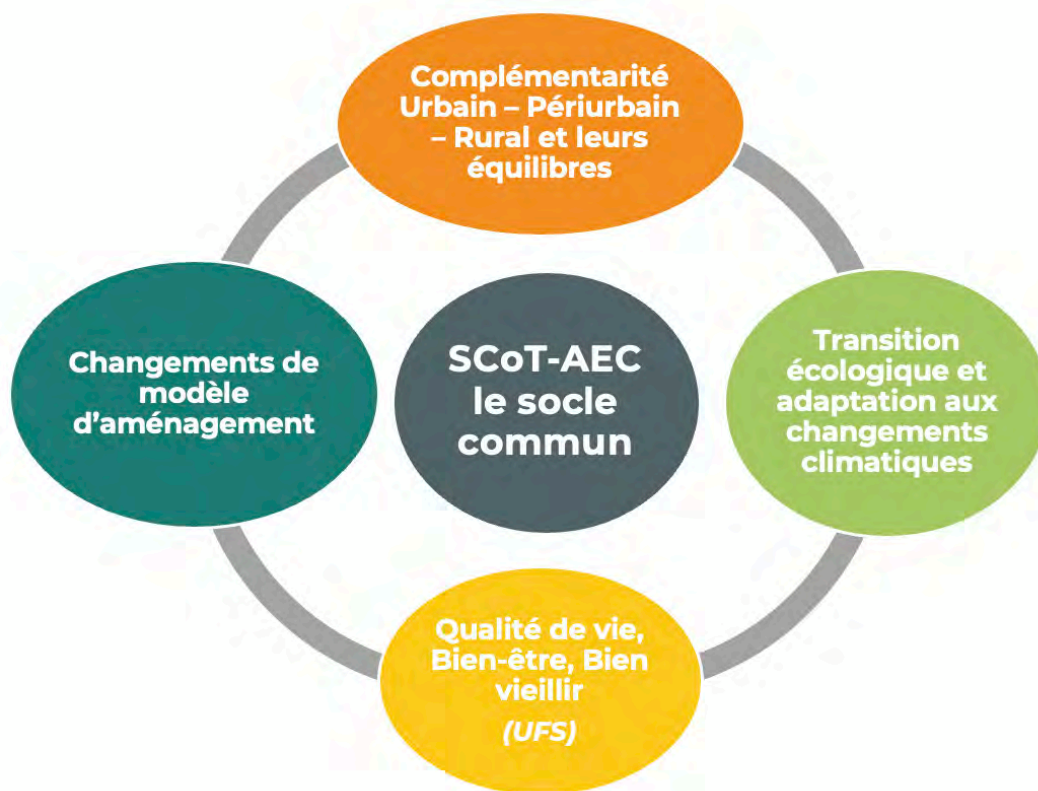 Complémentarité
Urbain – Périurbain
– Rural et leurs
équilibres
Changements de
modèle
d'aménagement
SCoT-AEC
le socle
commun
Transition
écologique et
adaptation aux
changements
climatiques
Qualité de vie,
Bien-être, Bien
vieillir
(UFS)